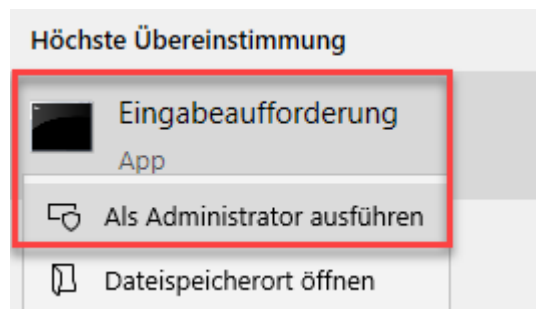 Höchste Übereinstimmung
Eingabeaufforderung
App
Als Administrator ausführen
Dateispeicherort öffnen